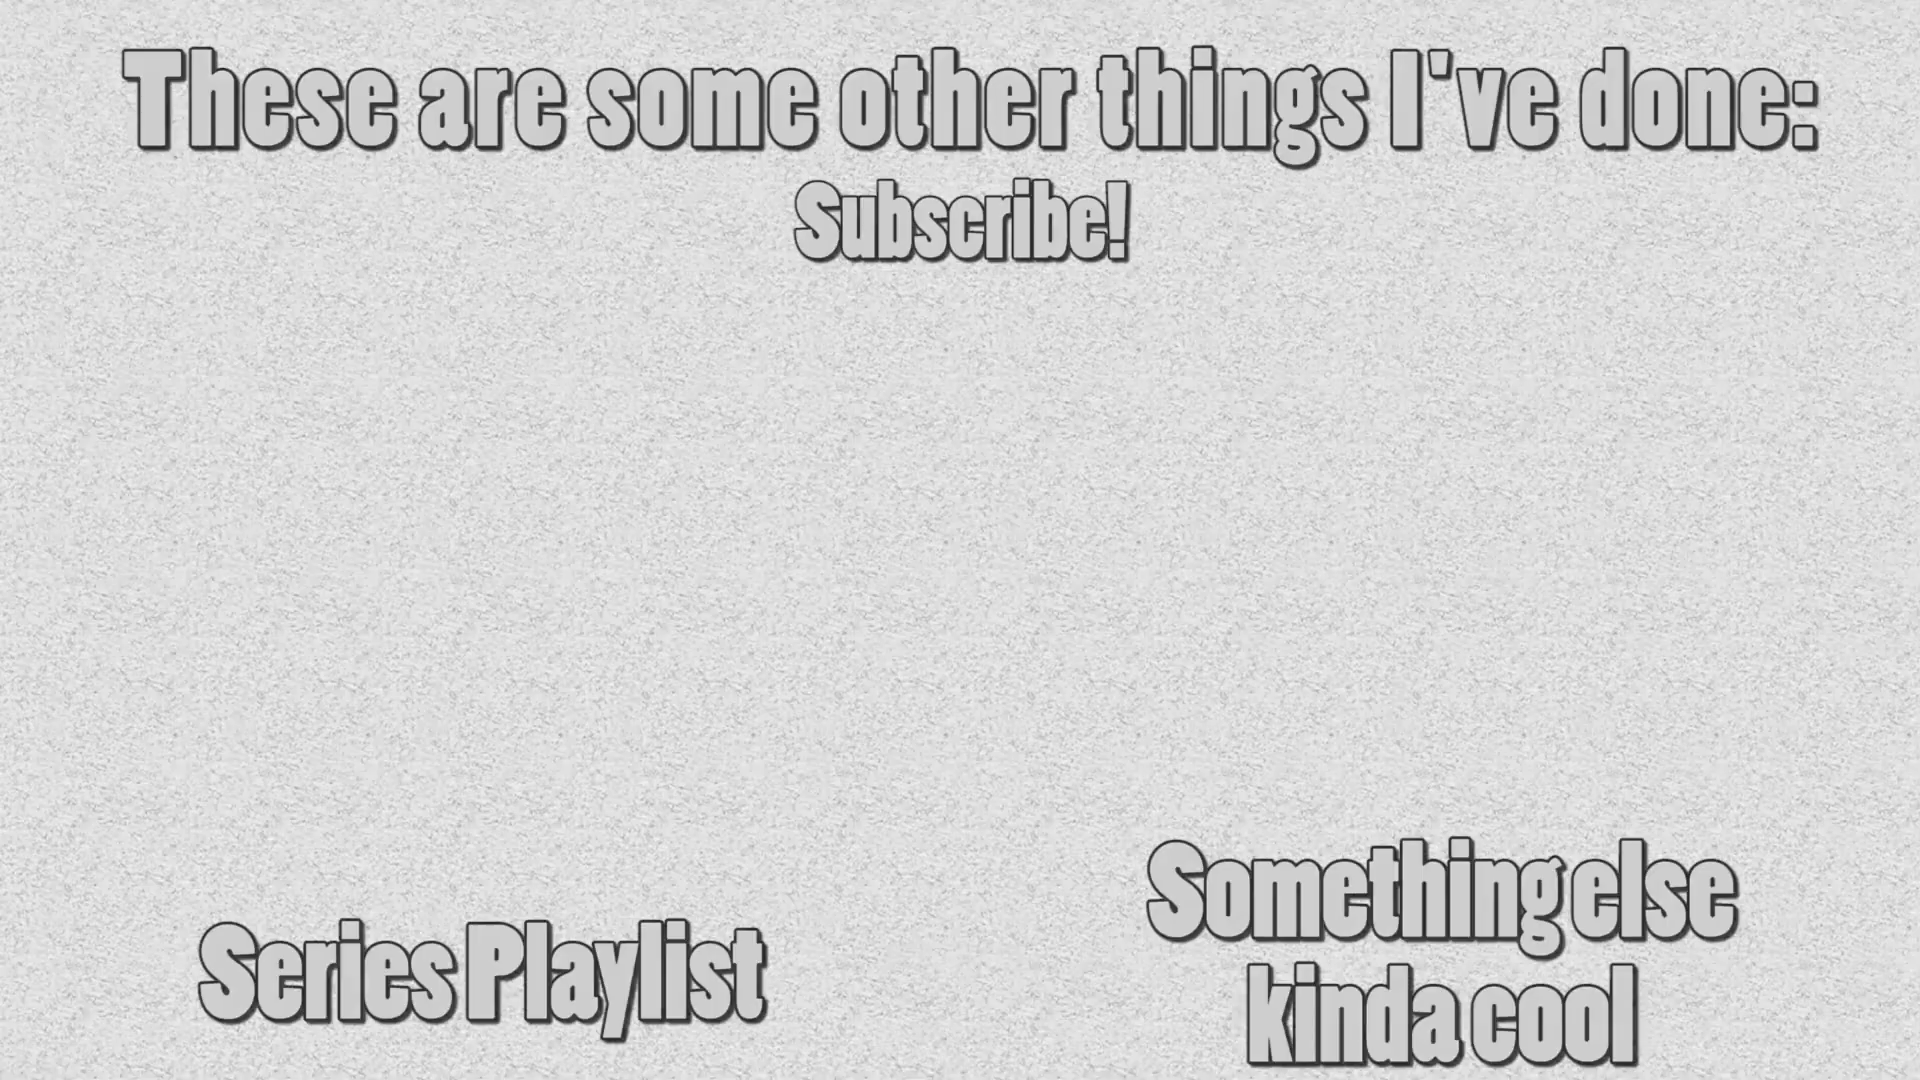 These are some other things I've done:
Subscribe!
Series Playlist
Something else
kinda cool